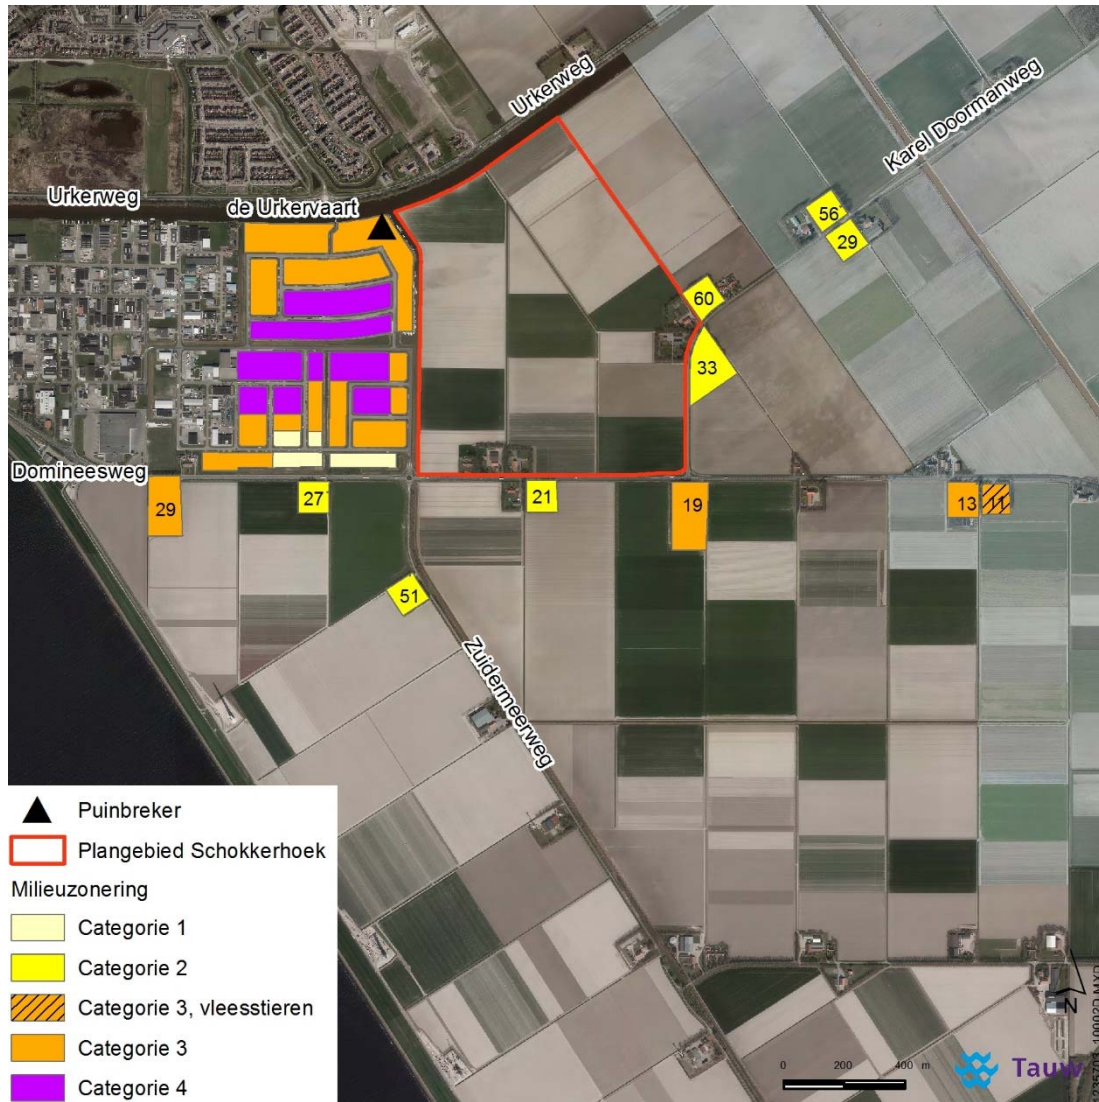 Urkerweg
Karel Doormanweg
Urkerweg
de Urkervaart
56
29
60
33
Domineesweg
29
27
21
19
13
11
51
Zuidermeerweg
Puinbreker
Plangebied Schokkerhoek
Milieuzonering
Categorie 1
Categorie 2
Categorie 3, vleesstieren
Categorie 3
Categorie 4
N
0 200 400 m
Tauw